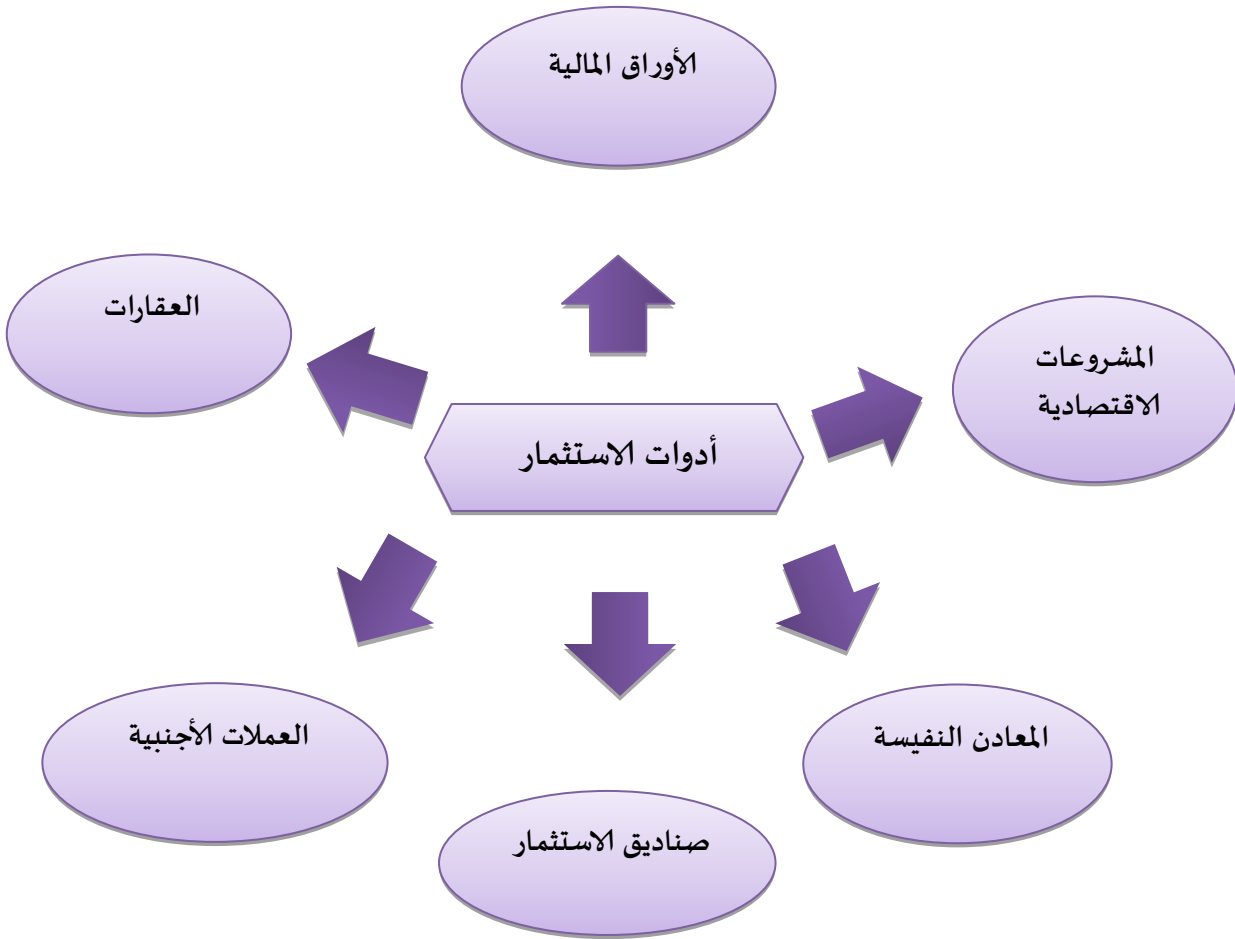 الأوراق المالية
العقارات
المشروعات
الاقتصادية
أدوات الاستثمار
العملات الأجنبية
المعادن النفيسة
صناديق الاستثمار